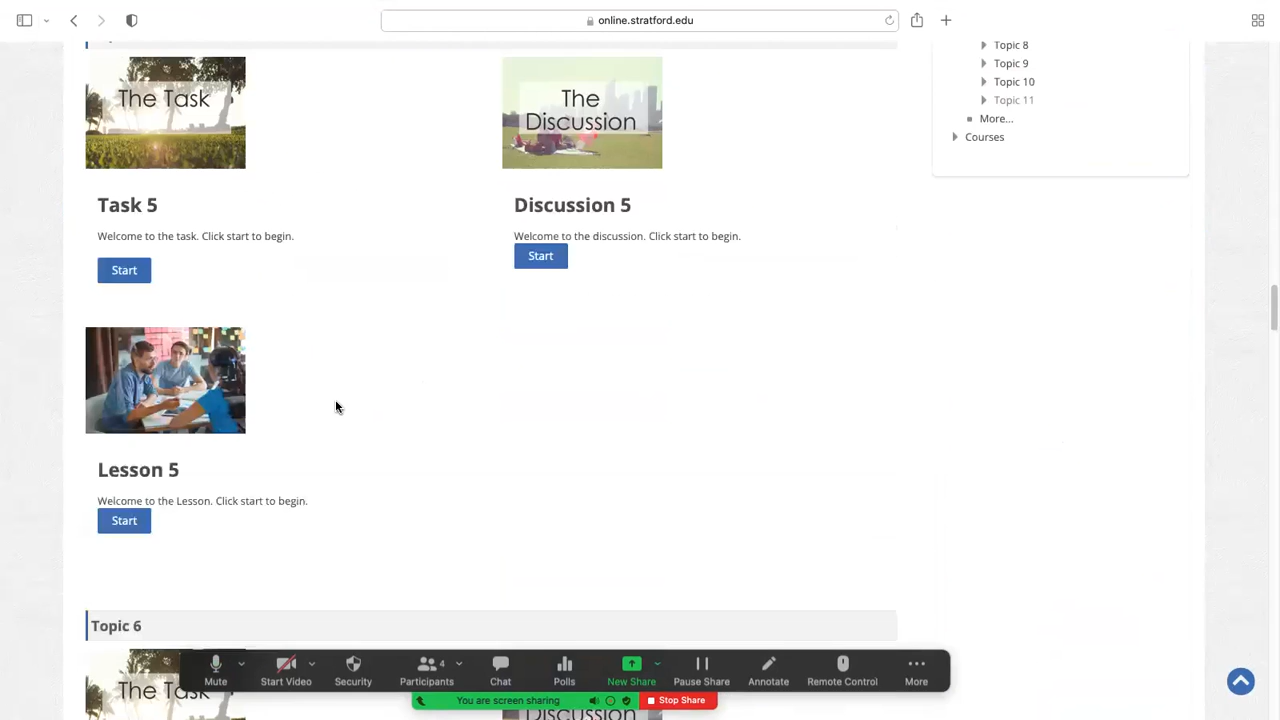 online.stratford.edu
Topic 8
Topic 9
Topic 10
Topic 11
More...
Courses
The Task
The
Discussion
Task 5
Welcome to the task. Click start to begin.
Start
Discussion 5
Welcome to the discussion. Click start to begin.
Start
Lesson 5
Welcome to the Lesson. Click start to begin.
Start
Topic 6
The Task
Discussion
Mute
Start Video
Security
4
Participants
Chat
Polls
New Share
Pause Share
Annotate
Remote Control
More
You are screen sharing
Stop Share